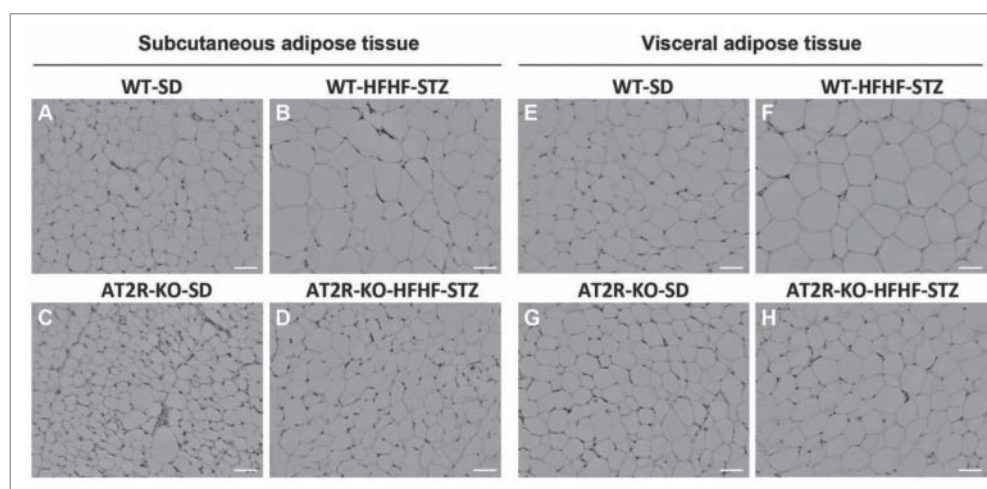 Subcutaneous adipose tissue
Visceral adipose tissue
WT-SD
WT-HFHF-STZ
WT-SD
WT-HFHF-STZ
A
B
E
F
AT2R-KO-SD
AT2R-KO-HFHF-STZ
AT2R-KO-SD
AT2R-KO-HFHF-STZ
C
D
G
H